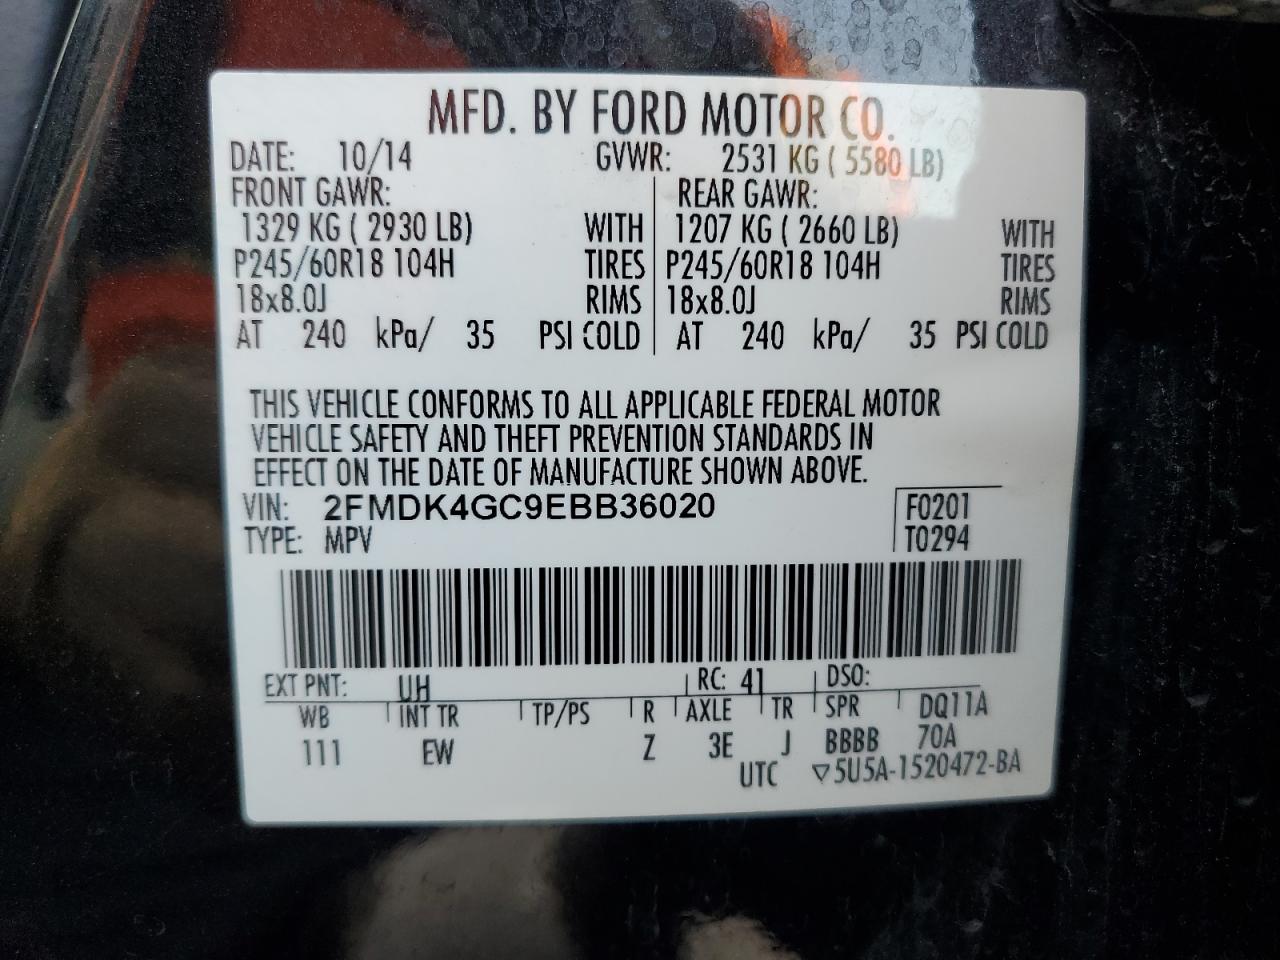 MFD. BY FORD MOTOR CO.
DATE: 10/14 GVWR: 2531 KG ( 5580 LB)
FRONT GAWR: REAR GAWR:
1329 KG ( 2930 LB) WITH 1207 KG ( 2660 LB) WITH
P245/60R18 104H TIRES P245/60R18 104H TIRES
18x8.0J RIMS 18x8.0J RIMS
AT 240 kPa/ 35 PSI COLD AT 240 kPa/ 35 PSI COLD
THIS VEHICLE CONFORMS TO ALL APPLICABLE FEDERAL MOTOR
VEHICLE SAFETY AND THEFT PREVENTION STANDARDS IN
EFFECT ON THE DATE OF MANUFACTURE SHOWN ABOVE.
VIN: 2FMDK4GC9EBB36020 F0201
TYPE: MPV T0294
EXT PNT: UH RC: 41 DSO:
WB INT TR TP/PS R AXLE TR SPR DQ11A
111 EW Z 3E J BBBB 70A
UTC ▽5U5A-1520472-BA